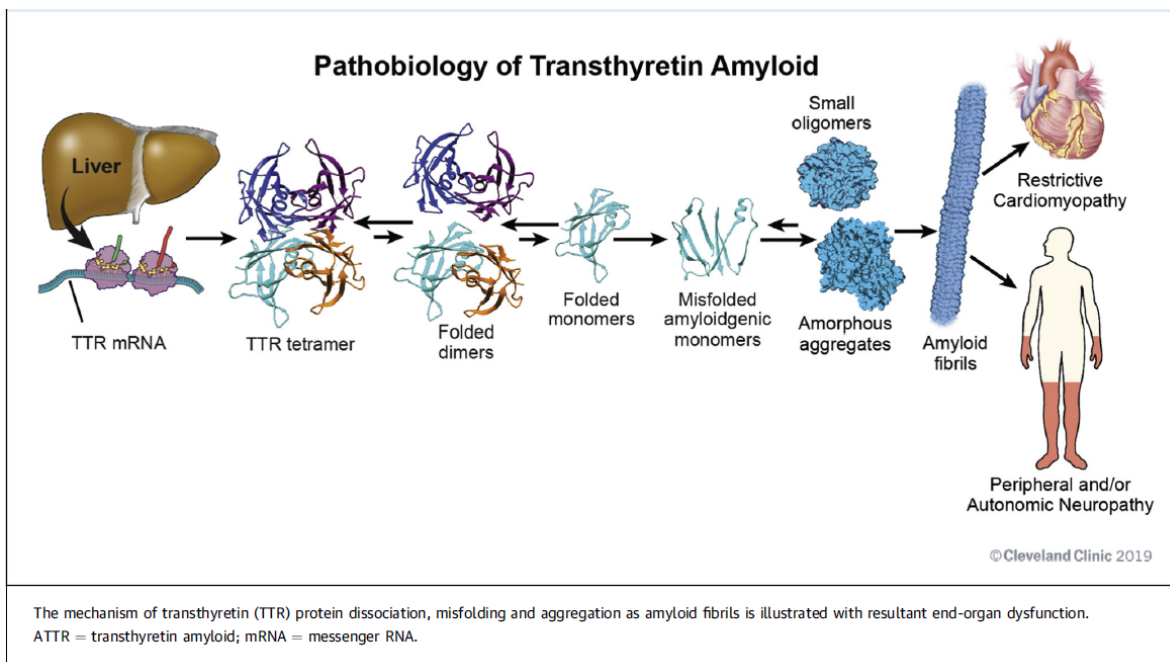 Pathobiology of Transthyretin Amyloid
Liver
TTR mRNA
TTR tetramer
Folded
dimers
Folded
monomers
Misfolded
amyloidgenic
monomers
Small
oligomers
Amorphous
aggregates
Amyloid
fibrils
Restrictive
Cardiomyopathy
Peripheral and/or
Autonomic Neuropathy
©Cleveland Clinic 2019
The mechanism of transthyretin (TTR) protein dissociation, misfolding and aggregation as amyloid fibrils is illustrated with resultant end-organ dysfunction.
ATTR = transthyretin amyloid; mRNA = messenger RNA.